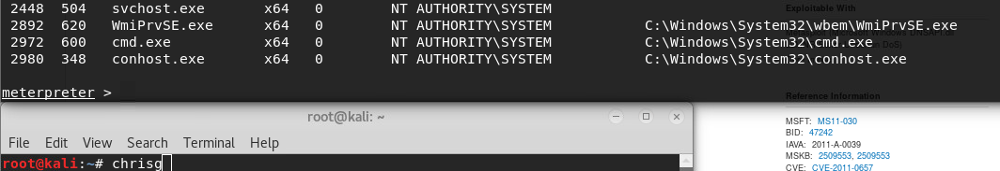 2448 504 svchost.exe x64 0 NT AUTHORITY\SYSTEM
2892 620 WmiPrvSE.exe x64 0 NT AUTHORITY\SYSTEM C:\Windows\System32\wbem\WmiPrvSE.exe
2972 600 cmd.exe x64 0 NT AUTHORITY\SYSTEM C:\Windows\System32\cmd.exe
2980 348 conhost.exe x64 0 NT AUTHORITY\SYSTEM C:\Windows\System32\conhost.exe
meterpreter >
root@kali: ~
File Edit View Search Terminal Help
root@kali:~# chrisg
Exploitable With
DoS)
Reference Information
MSFT: MS11-030
BID: 47242
IAVA: 2011-A-0039
MSKB: 2509553, 2509553
CVE: CVE-2011-0657